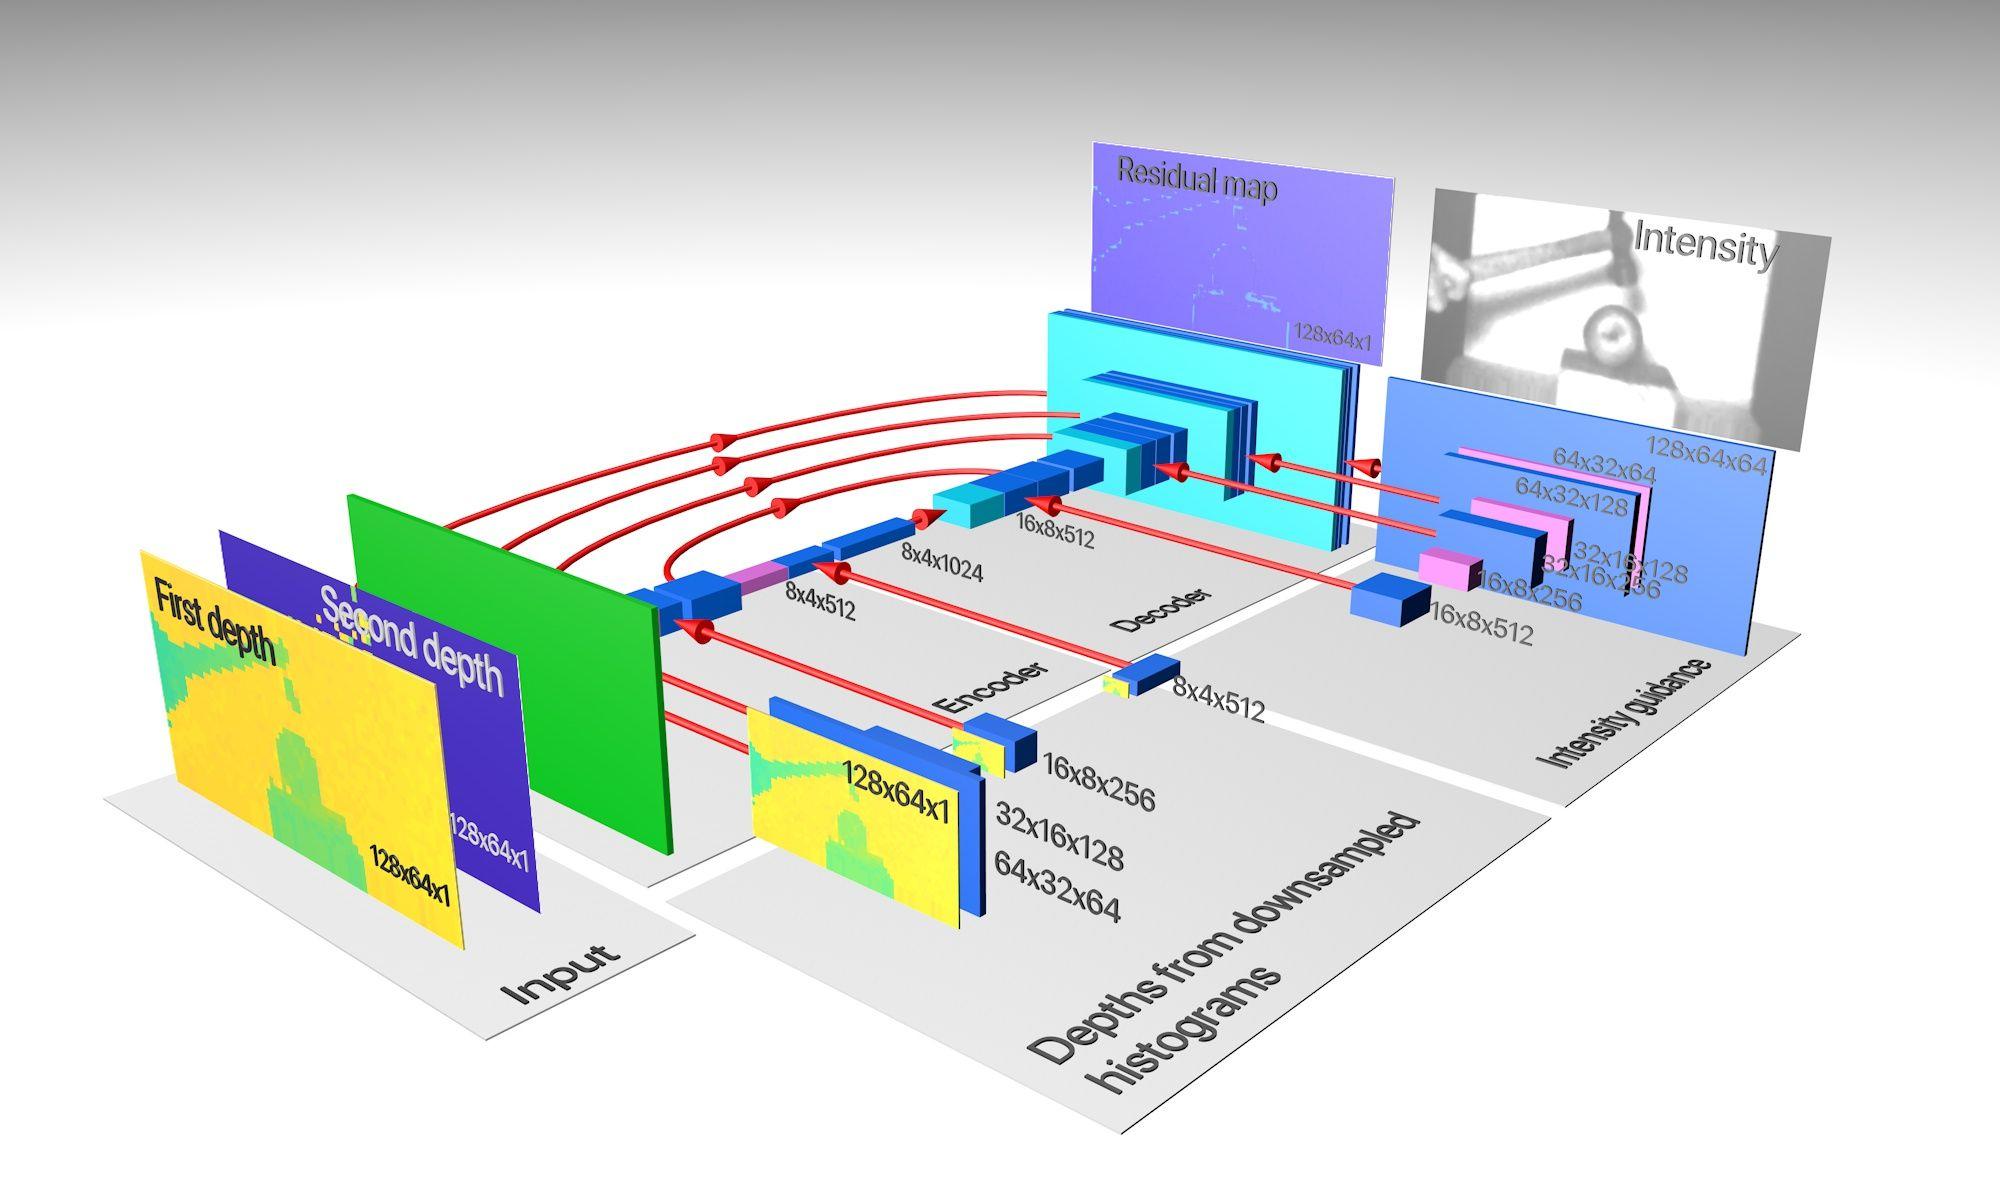 Residual map
128x64x1
Intensity
128x64x64
64x32x64
64x32x128
32x16x128
32x16x256
16x8x256
16x8x512
Intensity guidance
16x8x512
8x4x1024
8x4x512
Decoder
Encoder
8x4x512
16x8x256
32x16x128
64x32x64
128x64x1
Depths from downsampled
histograms
First depth
128x64x1
Second depth
128x64x1
Input